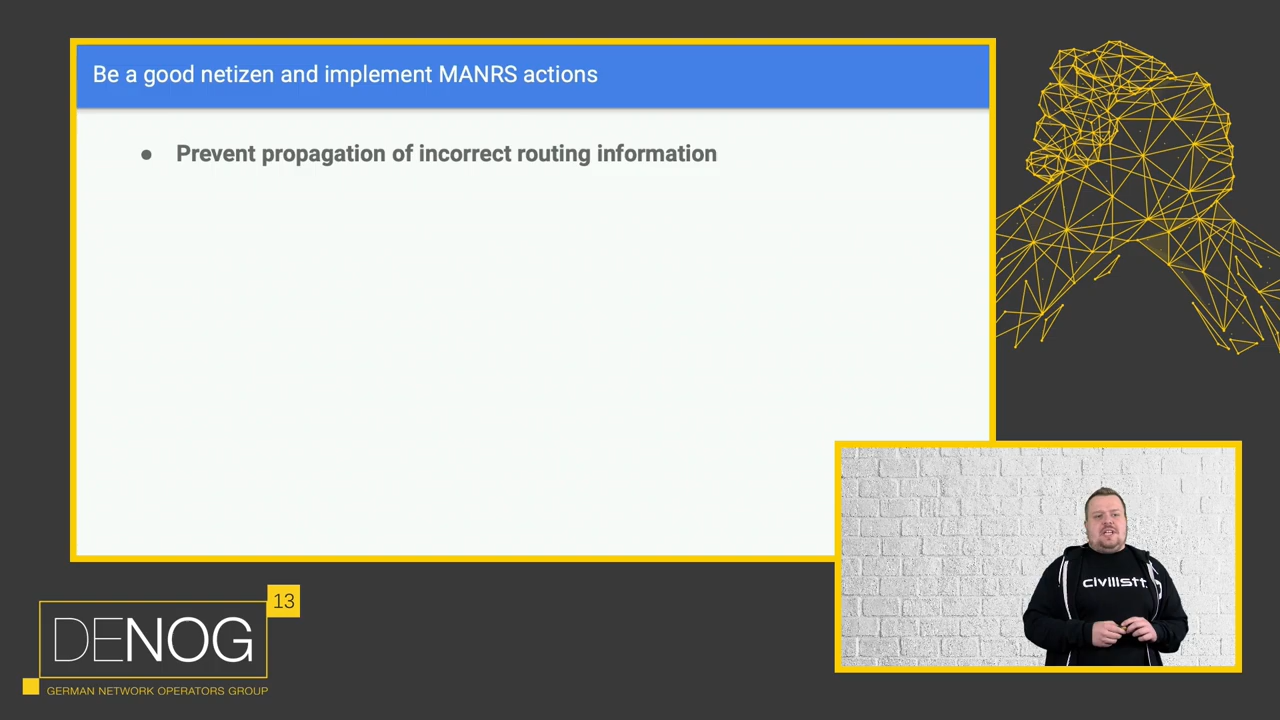 Be a good netizen and implement MANRS actions
● Prevent propagation of incorrect routing information
13
DENOG
GERMAN NETWORK OPERATORS GROUP